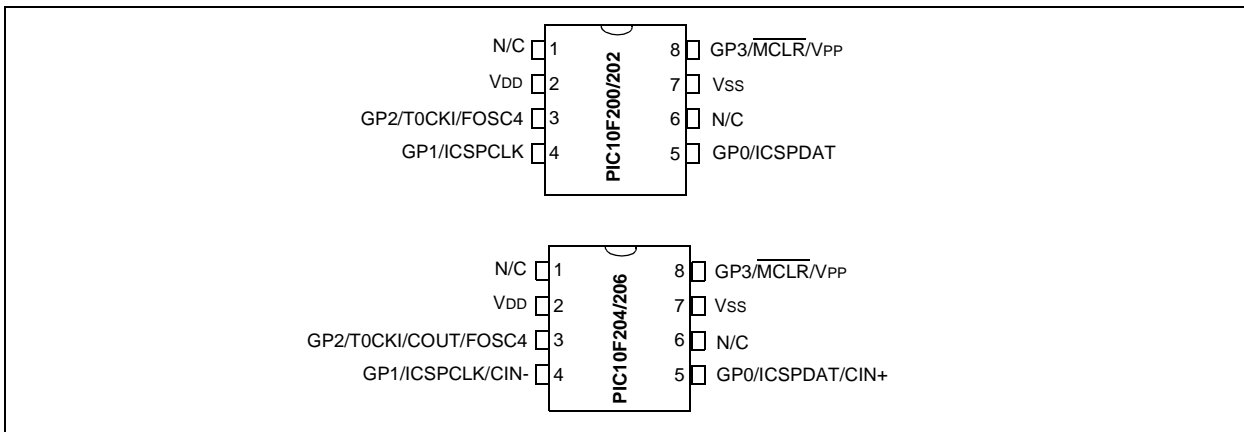 N/C 1 8 GP3/MCLR/VPP
VDD 2 7 VSS
GP2/T0CKI/FOSC4 3 6 N/C
GP1/ICSPCLK 4 5 GP0/ICSPDAT
PIC10F200/202
N/C 1 8 GP3/MCLR/VPP
VDD 2 7 VSS
GP2/T0CKI/COUT/FOSC4 3 6 N/C
GP1/ICSPCLK/CIN- 4 5 GP0/ICSPDAT/CIN+
PIC10F204/206